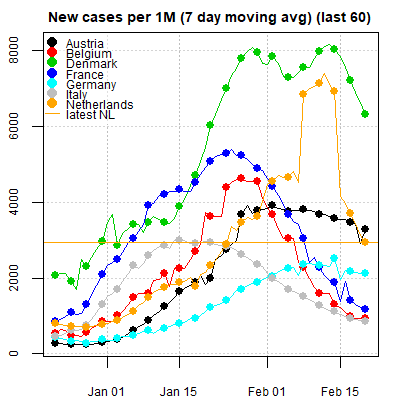 New cases per 1M (7 day moving avg) (last 60)
8000
6000
4000
2000
0
Austria
Belgium
Denmark
France
Germany
Italy
Netherlands
latest NL
Jan 01
Jan 15
Feb 01
Feb 15